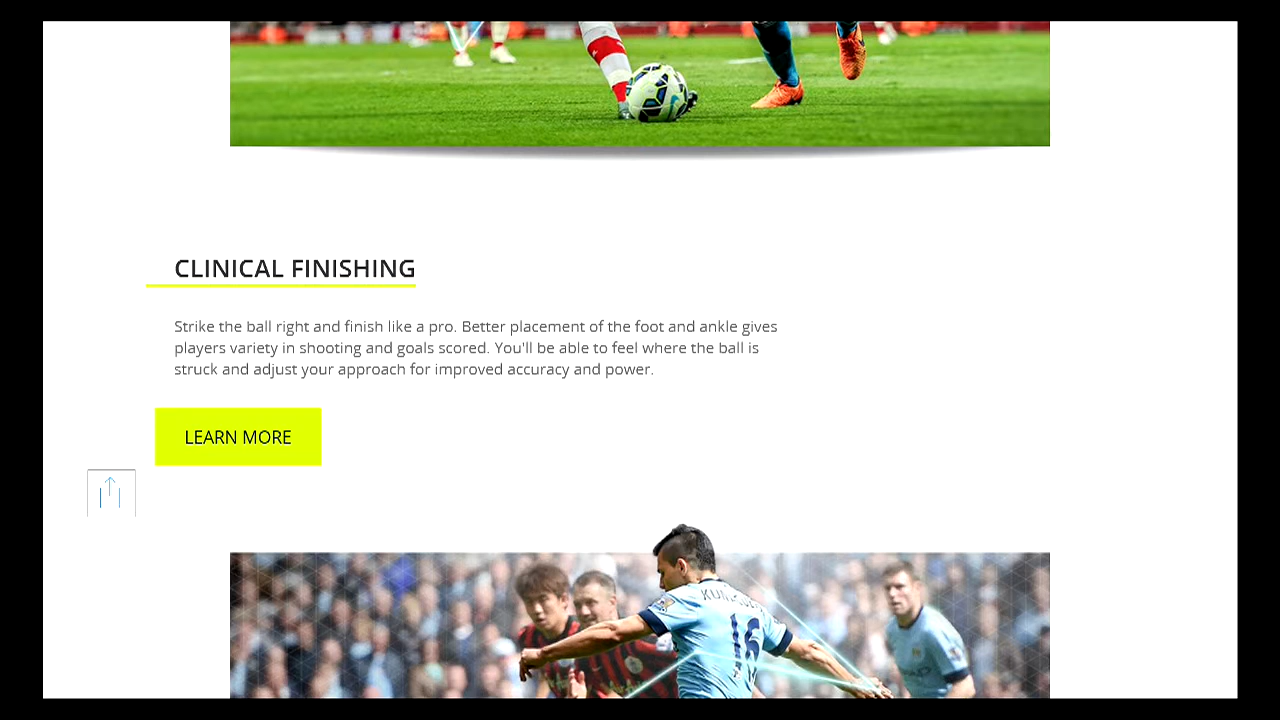 CLINICAL FINISHING
Strike the ball right and finish like a pro. Better placement of the foot and ankle gives
players variety in shooting and goals scored. You'll be able to feel where the ball is
struck and adjust your approach for improved accuracy and power.
LEARN MORE
16